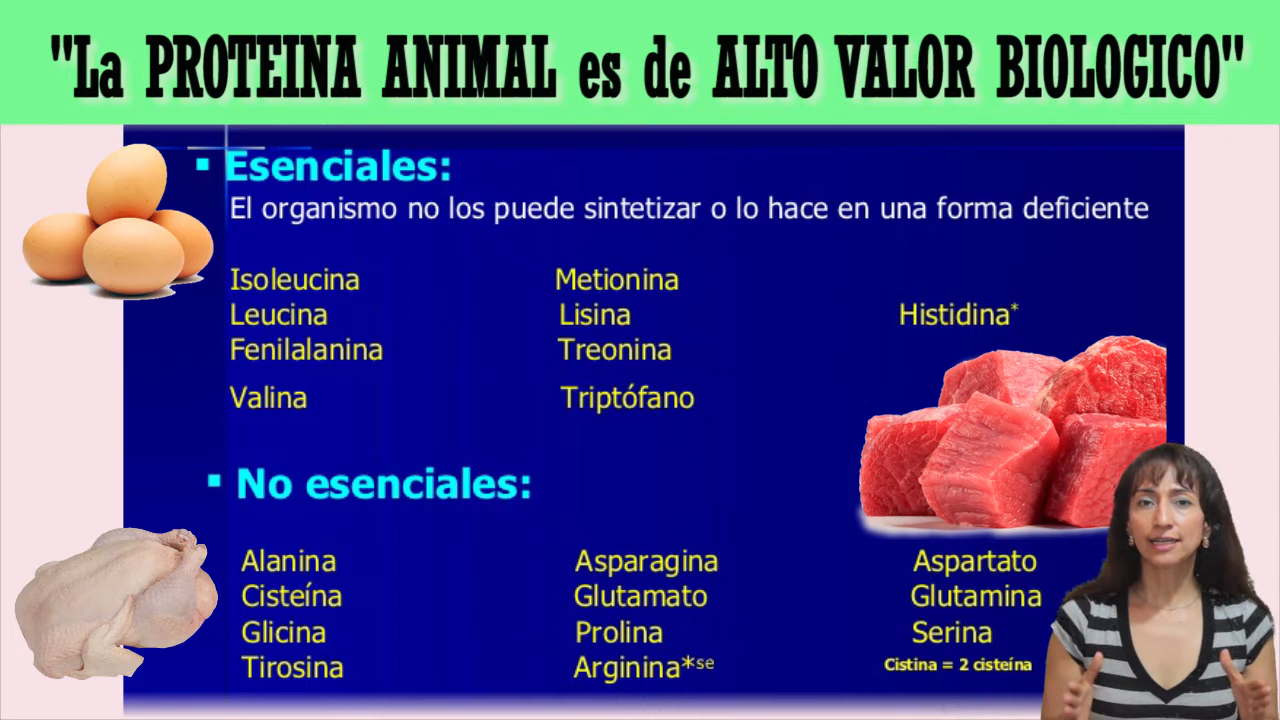 "La PROTEINA ANIMAL es de ALTO VALOR BIOLOGICO"
▪ Esenciales:
El organismo no los puede sintetizar o lo hace en una forma deficiente
Isoleucina Metionina
Leucina Lisina Histidina*
Fenilalanina Treonina
Valina Triptófano
▪ No esenciales:
Alanina Asparagina Aspartato
Cisteína Glutamato Glutamina
Glicina Prolina Serina
Tirosina Arginina*se Cistina = 2 cisteína